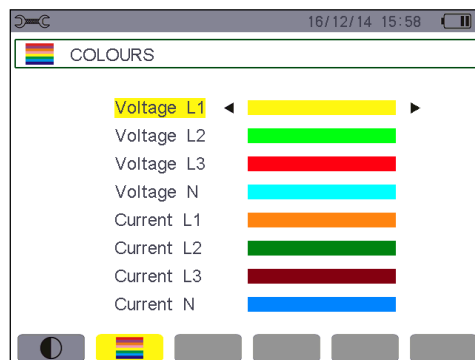 16/12/14 15:58
COLOURS
Voltage L1
Voltage L2
Voltage L3
Voltage N
Current L1
Current L2
Current L3
Current N